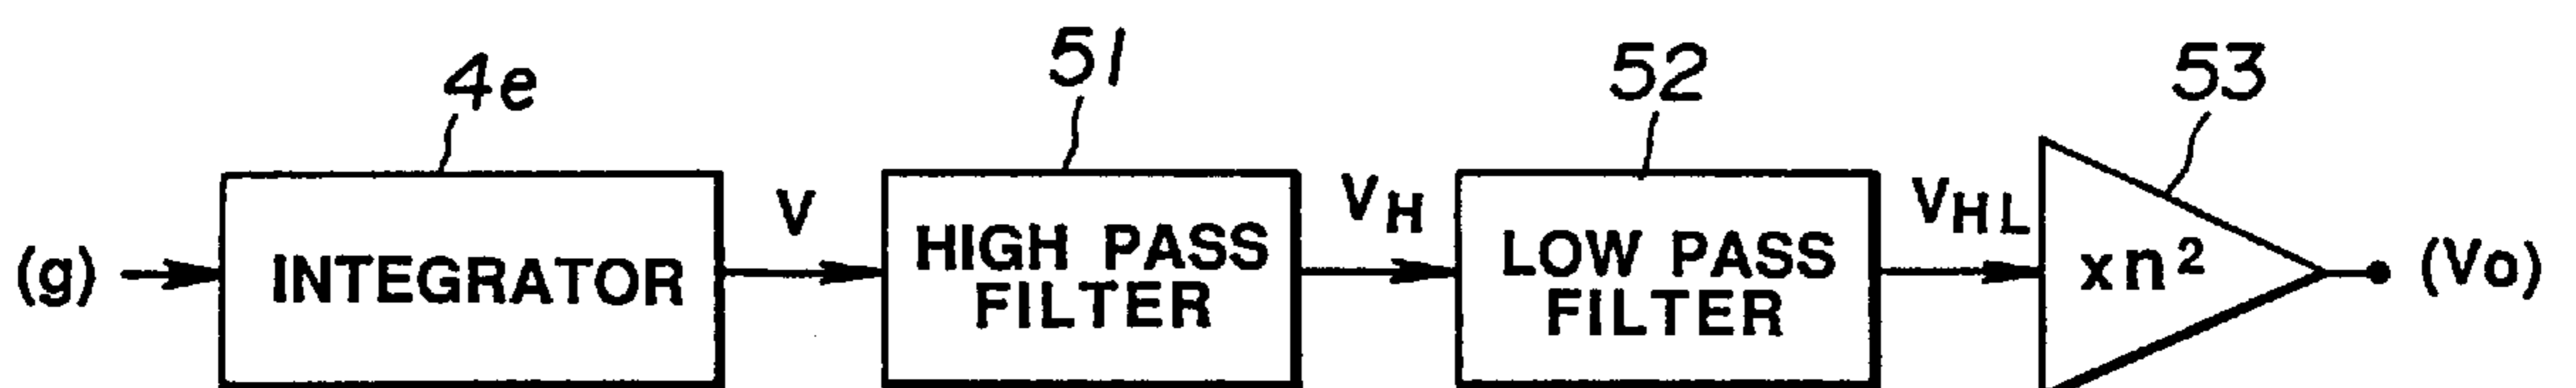 4e
51
52
53
(g)
INTEGRATOR
V
HIGH PASS
FILTER
VH
LOW PASS
FILTER
VHL
xn²
(Vo)